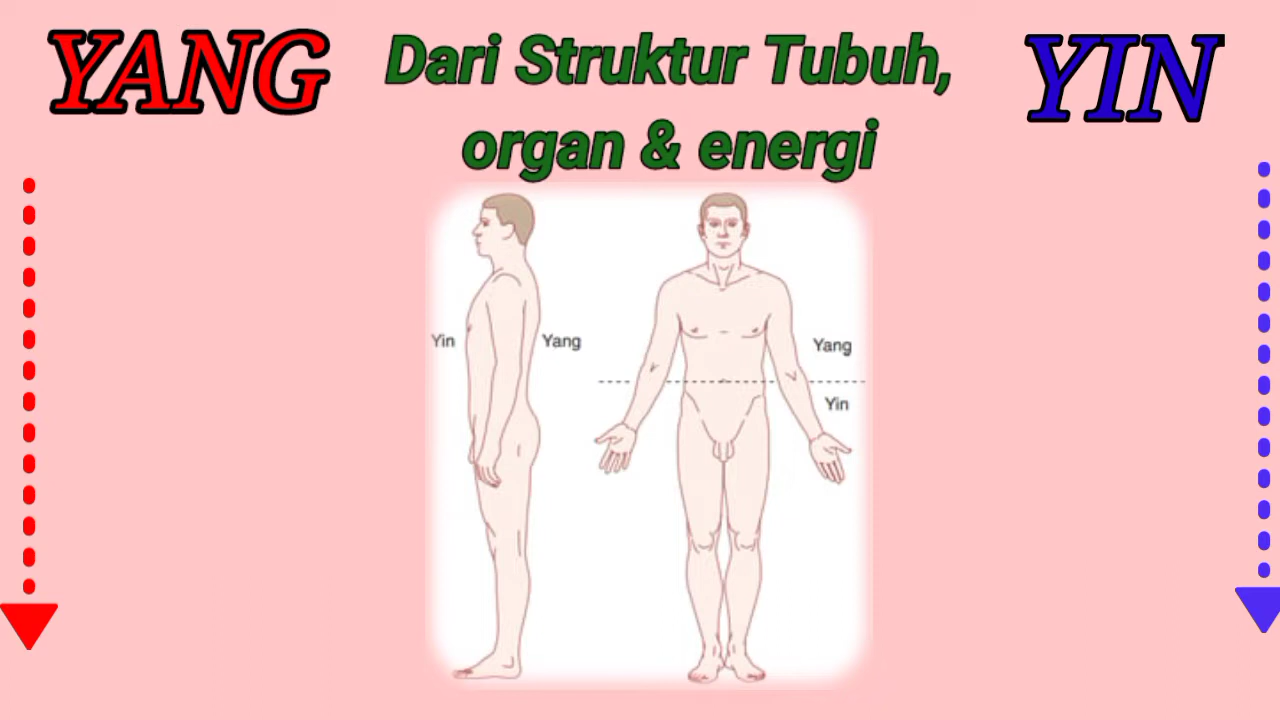 YANG
Dari Struktur Tubuh,
organ & energi
YIN
Yin
Yang
Yang
Yin